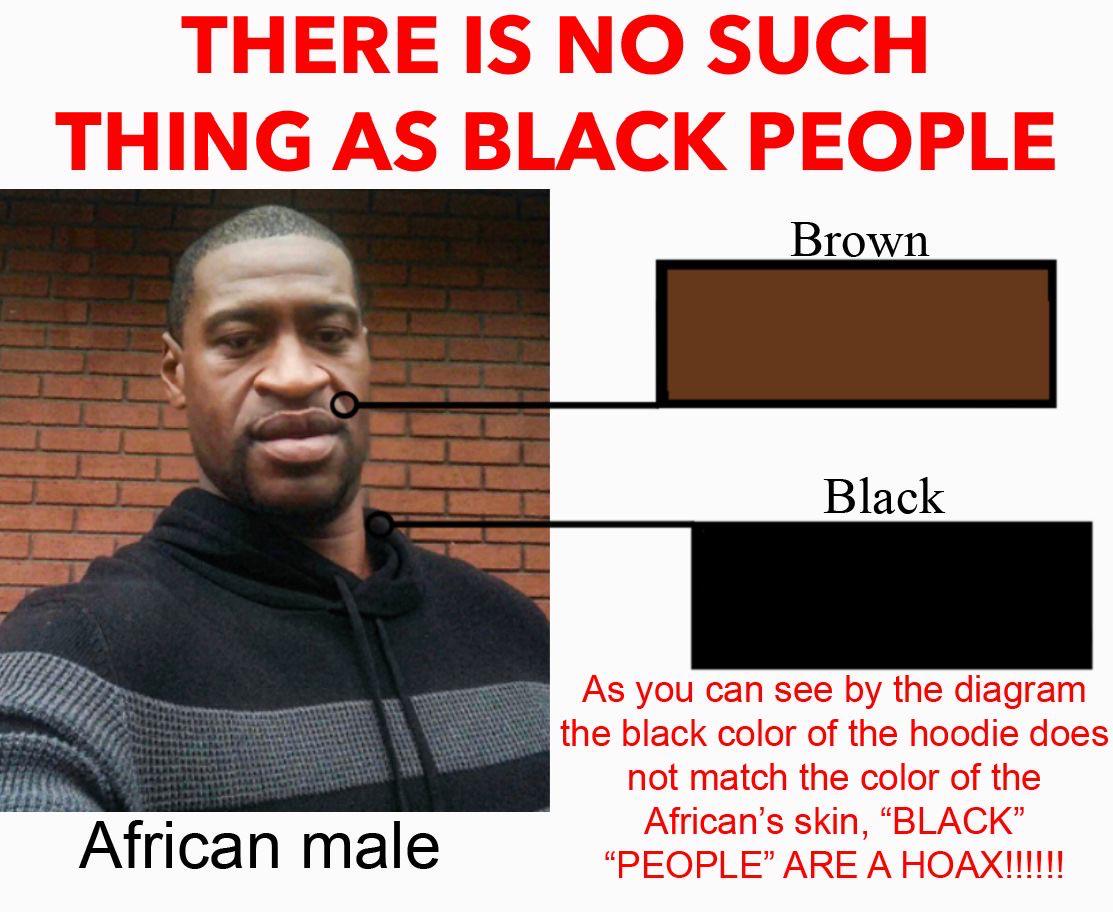 THERE IS NO SUCH
THING AS BLACK PEOPLE
Brown
Black
As you can see by the diagram
the black color of the hoodie does
not match the color of the
African’s skin, “BLACK”
“PEOPLE” ARE A HOAX!!!!!!
African male